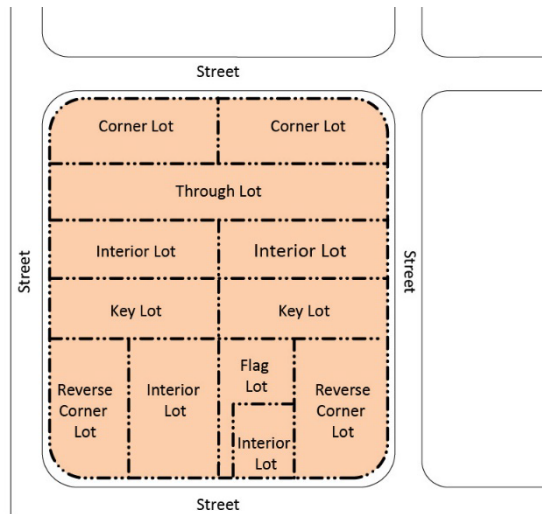 Street
Corner Lot
Corner Lot
Through Lot
Interior Lot
Interior Lot
Street
Street
Key Lot
Key Lot
Reverse
Corner
Lot
Interior
Lot
Flag
Lot
Interior
Lot
Reverse
Corner
Lot
Street